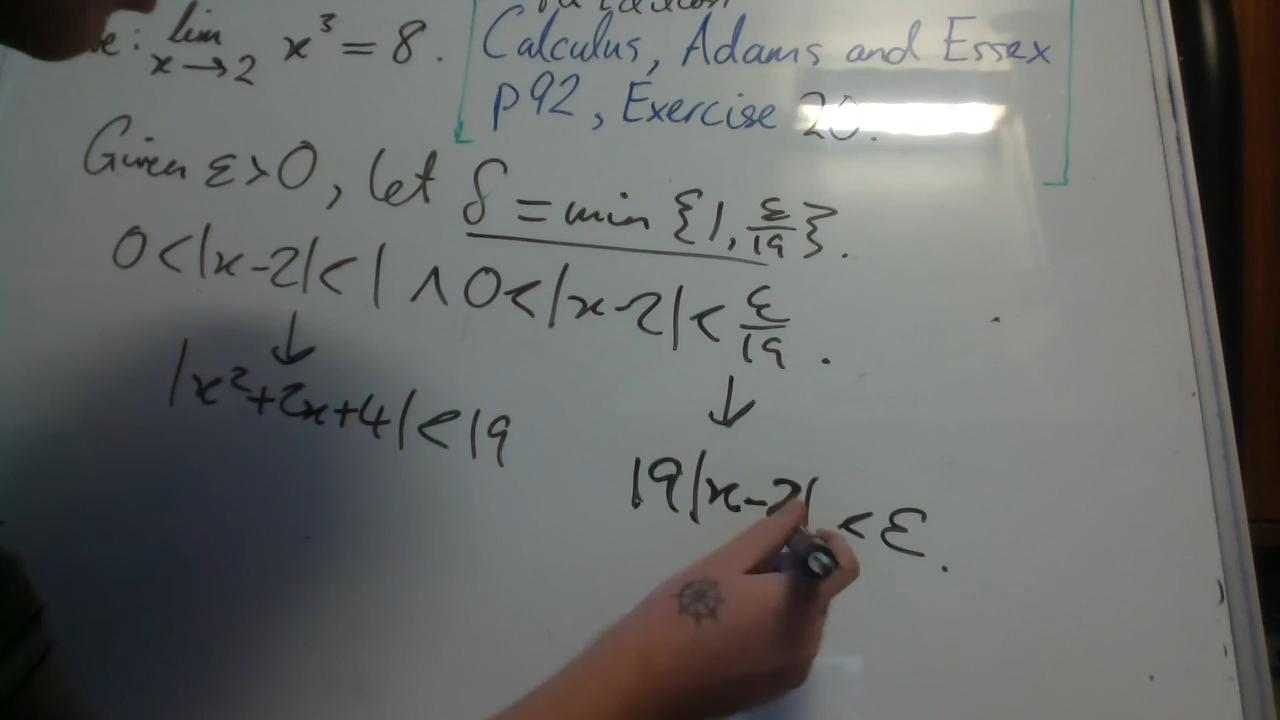 e: lim x→2 x³ = 8.
Calculus, Adams and Essex
p92, Exercise 20.
Given ε>0, let δ = min {1, ε/19}.
0<|x-2|<1 ∧ 0<|x-2|< ε/19 .
↓ ↓
|x²+2x+4|<19
19|x-2| < ε.